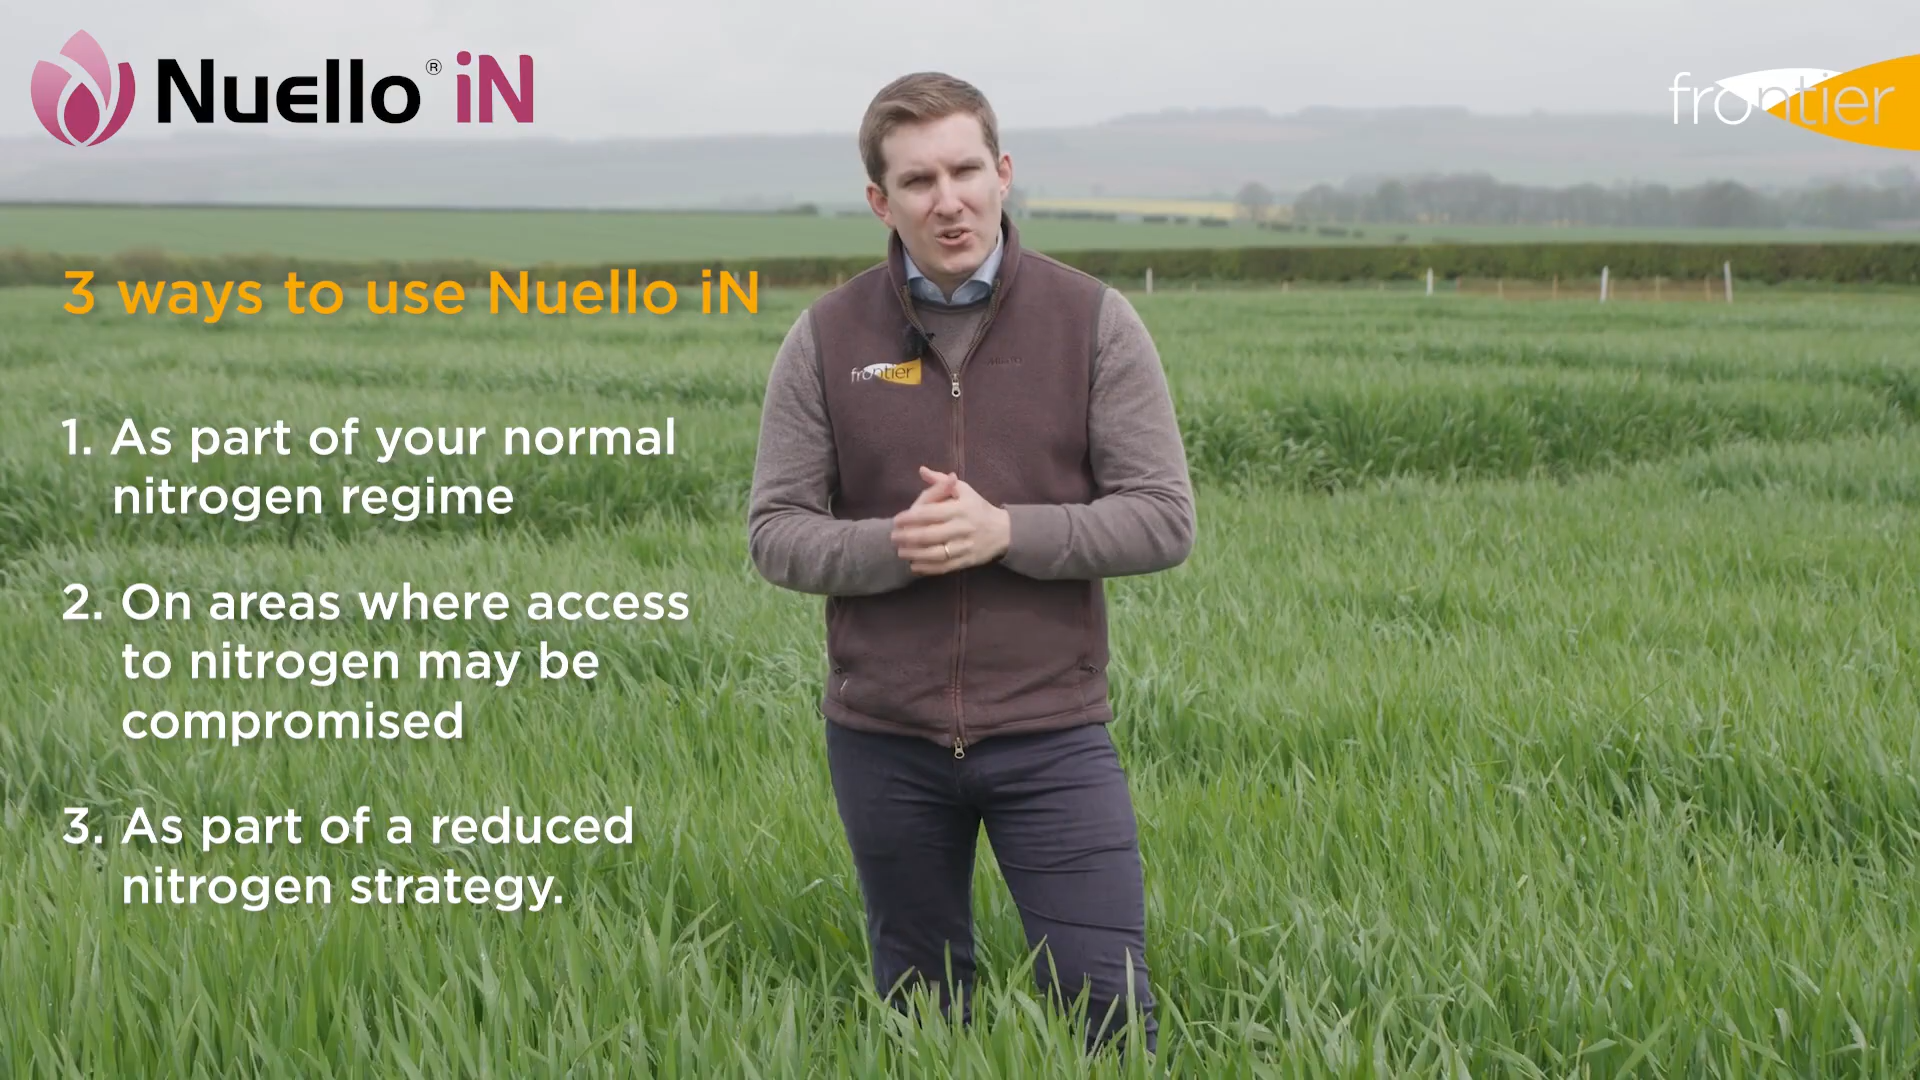 Nuello® iN
frontier
3 ways to use Nuello iN
1. As part of your normal
nitrogen regime
2. On areas where access
to nitrogen may be
compromised
3. As part of a reduced
nitrogen strategy.
frontier